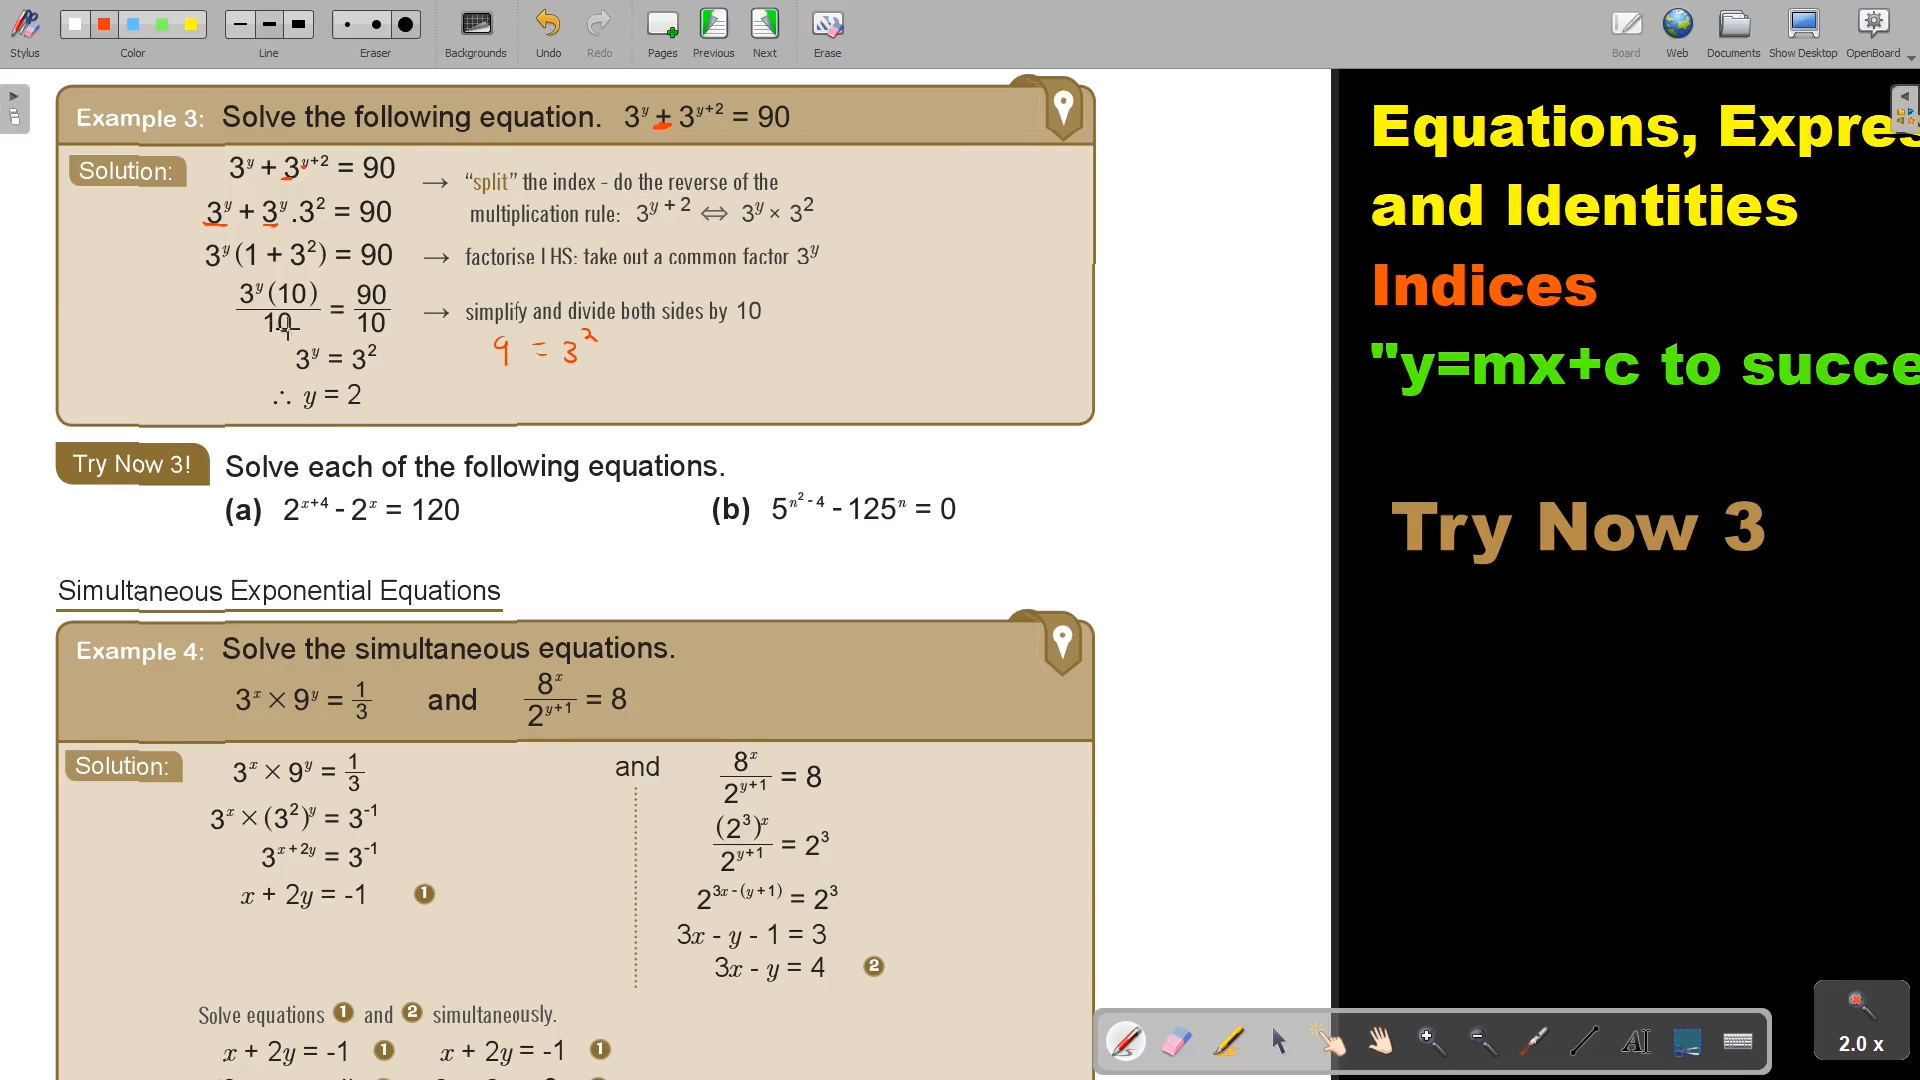 Stylus Color Line Eraser Backgrounds Undo Redo Pages Previous Next Erase Board Web Documents Show Desktop OpenBoard
Example 3: Solve the following equation. 3^y + 3^{y+2} = 90
Solution: 3^y + 3^{y+2} = 90
→ "split" the index - do the reverse of the
multiplication rule: 3^{y + 2} ⇔ 3^y × 3^2
3^y + 3^y . 3^2 = 90
3^y (1 + 3^2) = 90 → factorise LHS: take out a common factor 3^y
3^y (10)/10 = 90/10 → simplify and divide both sides by 10
9 = 3^2
3^y = 3^2
∴ y = 2
Try Now 3! Solve each of the following equations.
(a) 2^{x+4} - 2^x = 120 (b) 5^{n^2 - 4} - 125^n = 0
Simultaneous Exponential Equations
Example 4: Solve the simultaneous equations.
3^x × 9^y = 1/3 and 8^x/2^{y+1} = 8
Solution: 3^x × 9^y = 1/3
3^x × (3^2)^y = 3^{-1}
3^{x + 2y} = 3^{-1}
x + 2y = -1 1
and 8^x/2^{y+1} = 8
(2^3)^x/2^{y+1} = 2^3
2^{3x - (y + 1)} = 2^3
3x - y - 1 = 3
3x - y = 4 2
Solve equations 1 and 2 simultaneously.
x + 2y = -1 1 x + 2y = -1 1
Equations, Expres
and Identities
Indices
"y=mx+c to succe
Try Now 3
AI
2.0 x